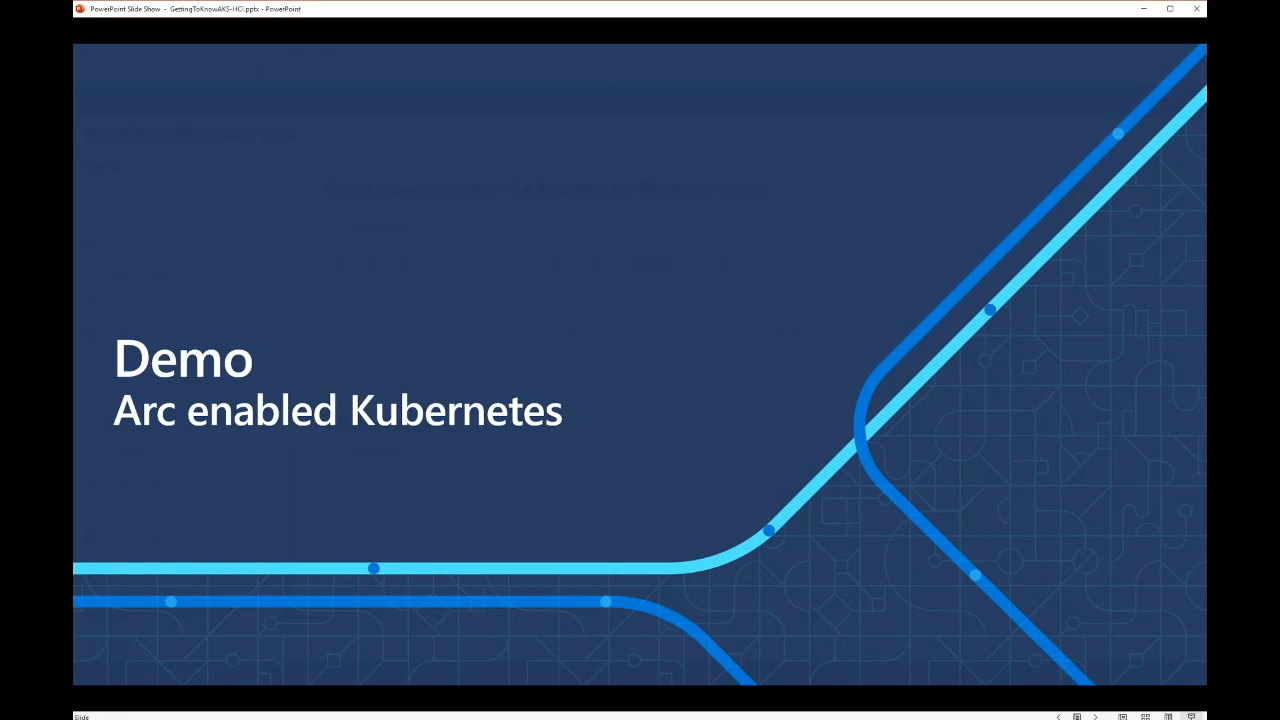 PowerPoint Slide Show - GettingToKnowAKS-HCI.pptx - PowerPoint
Demo
Arc enabled Kubernetes
Slide